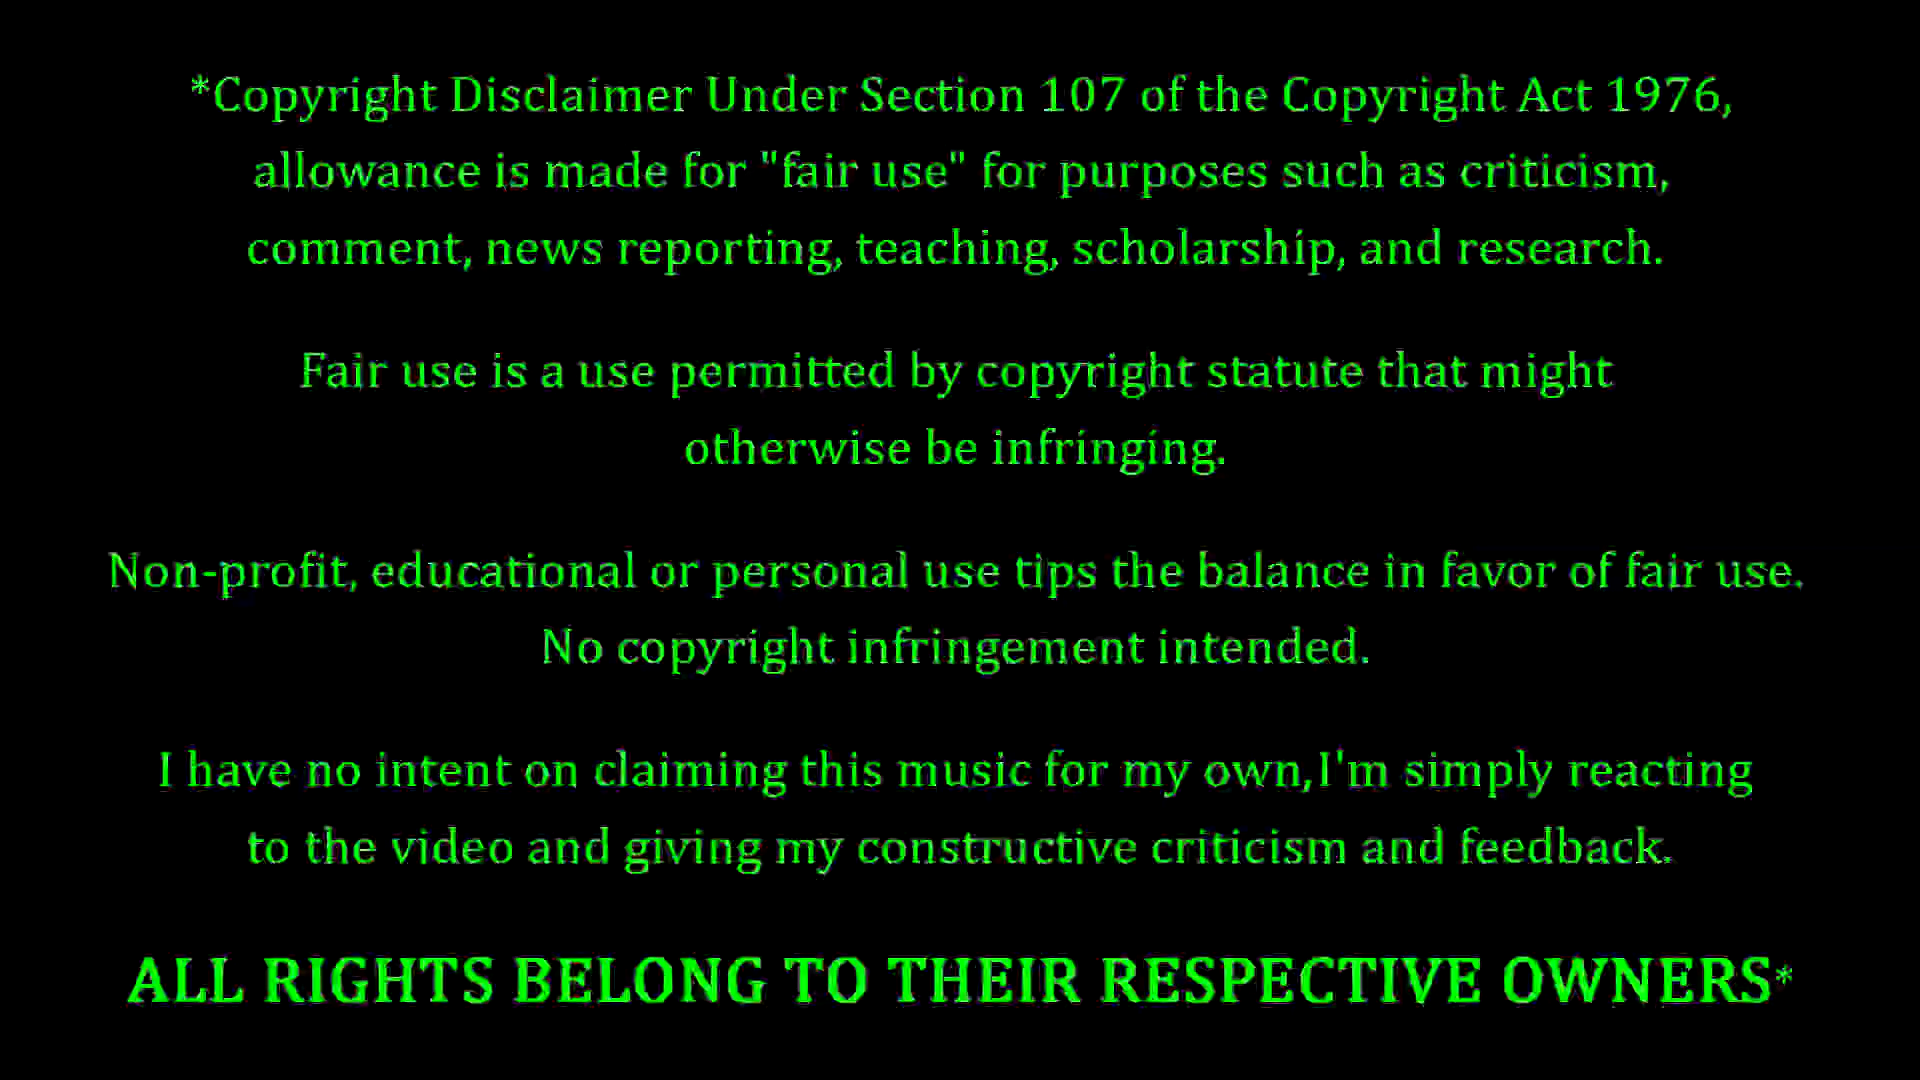 *Copyright Disclaimer Under Section 107 of the Copyright Act 1976,
allowance is made for "fair use" for purposes such as criticism,
comment, news reporting, teaching, scholarship, and research.
Fair use is a use permitted by copyright statute that might
otherwise be infringing.
Non-profit, educational or personal use tips the balance in favor of fair use.
No copyright infringement intended.
I have no intent on claiming this music for my own,I'm simply reacting
to the video and giving my constructive criticism and feedback.
ALL RIGHTS BELONG TO THEIR RESPECTIVE OWNERS*